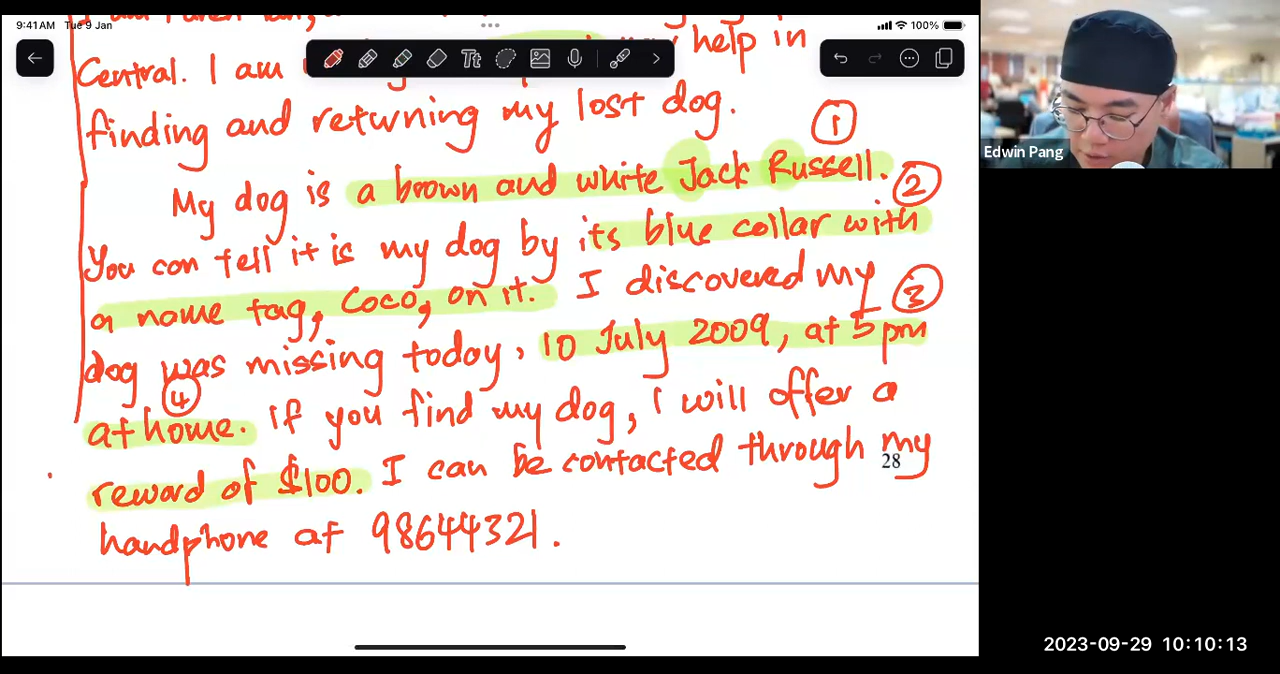 9:41 AM Tue 9 Jan
100%
Central. I am help in
finding and returning my lost dog.
1
My dog is a brown and white Jack Russell.
2
You can tell it is my dog by its blue collar with
a name tag, Coco, on it. I discovered my
3
dog was missing today, 10 July 2009, at 5 pm
4
at home. If you find my dog, I will offer a
reward of $100. I can be contacted through my
28
handphone at 98644321.
Tt
Edwin Pang
2023-09-29 10:10:13